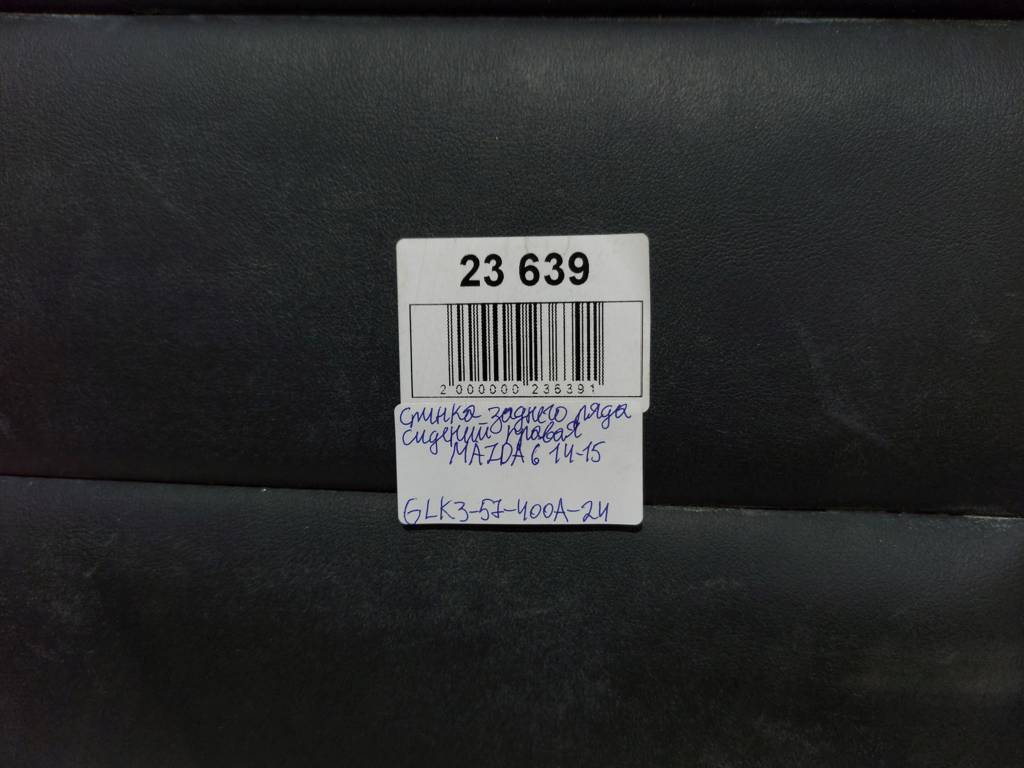 23 639
2 000000 236391
спинка заднего ряда
сидений правая
MAZDA 6 14-15
GLK3-57-400A-24